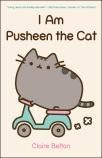 I Am
Pusheen the Cat
Claire Belton